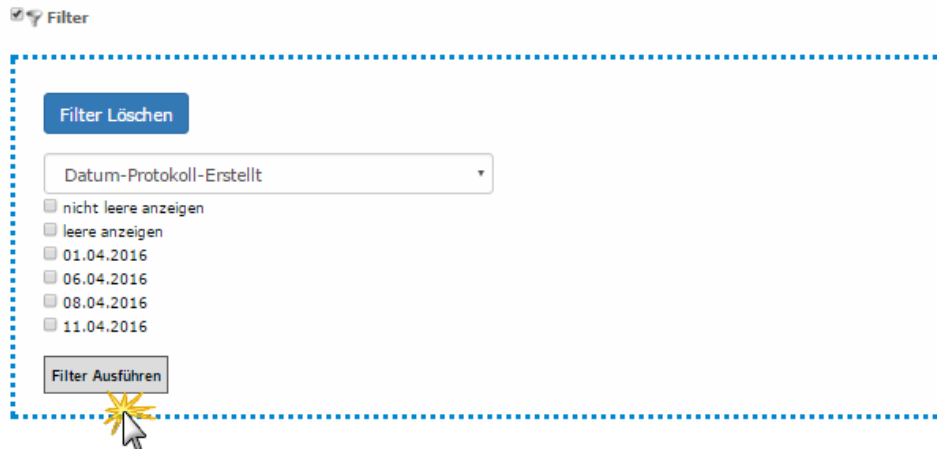 Filter
Filter Löschen
Datum-Protokoll-Erstellt
nicht leere anzeigen
leere anzeigen
01.04.2016
06.04.2016
08.04.2016
11.04.2016
Filter Ausführen